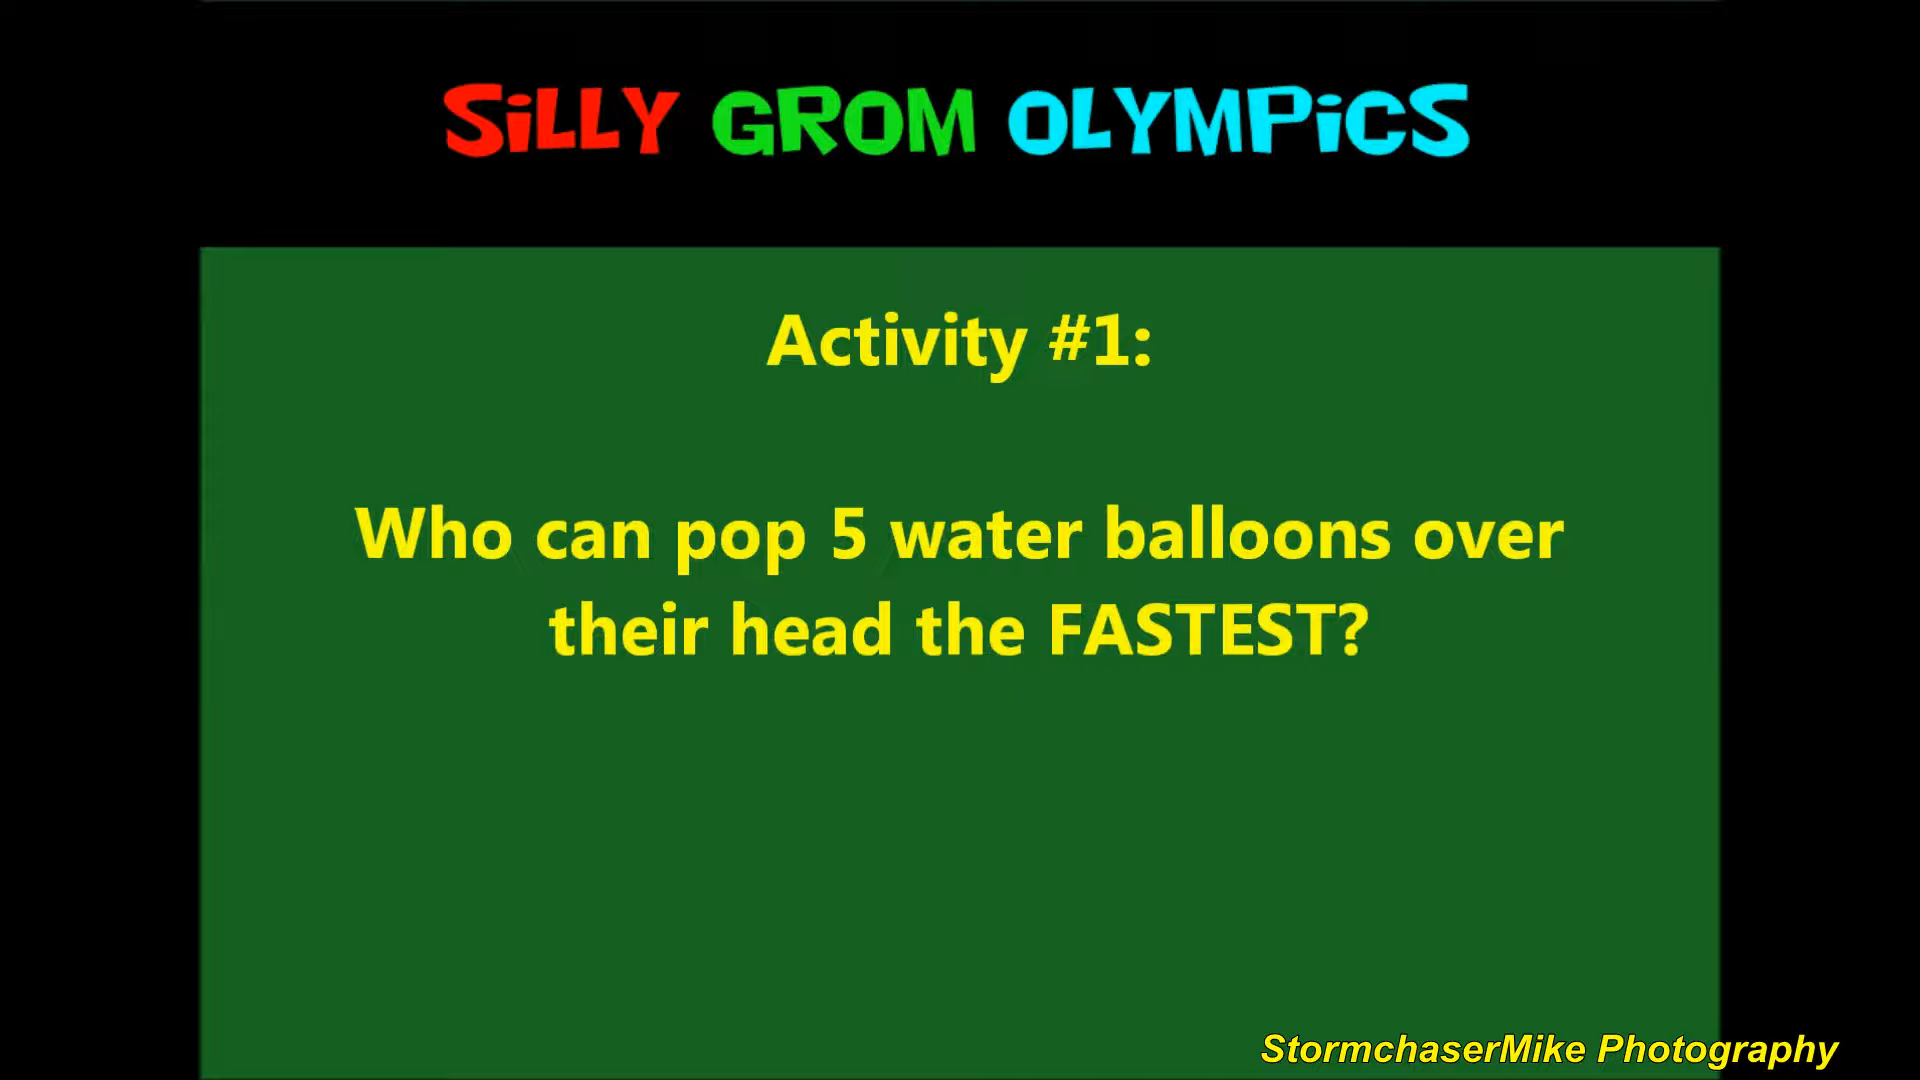 SiLLY GROM OLYMPiCS
Activity #1:
Who can pop 5 water balloons over
their head the FASTEST?
StormchaserMike Photography